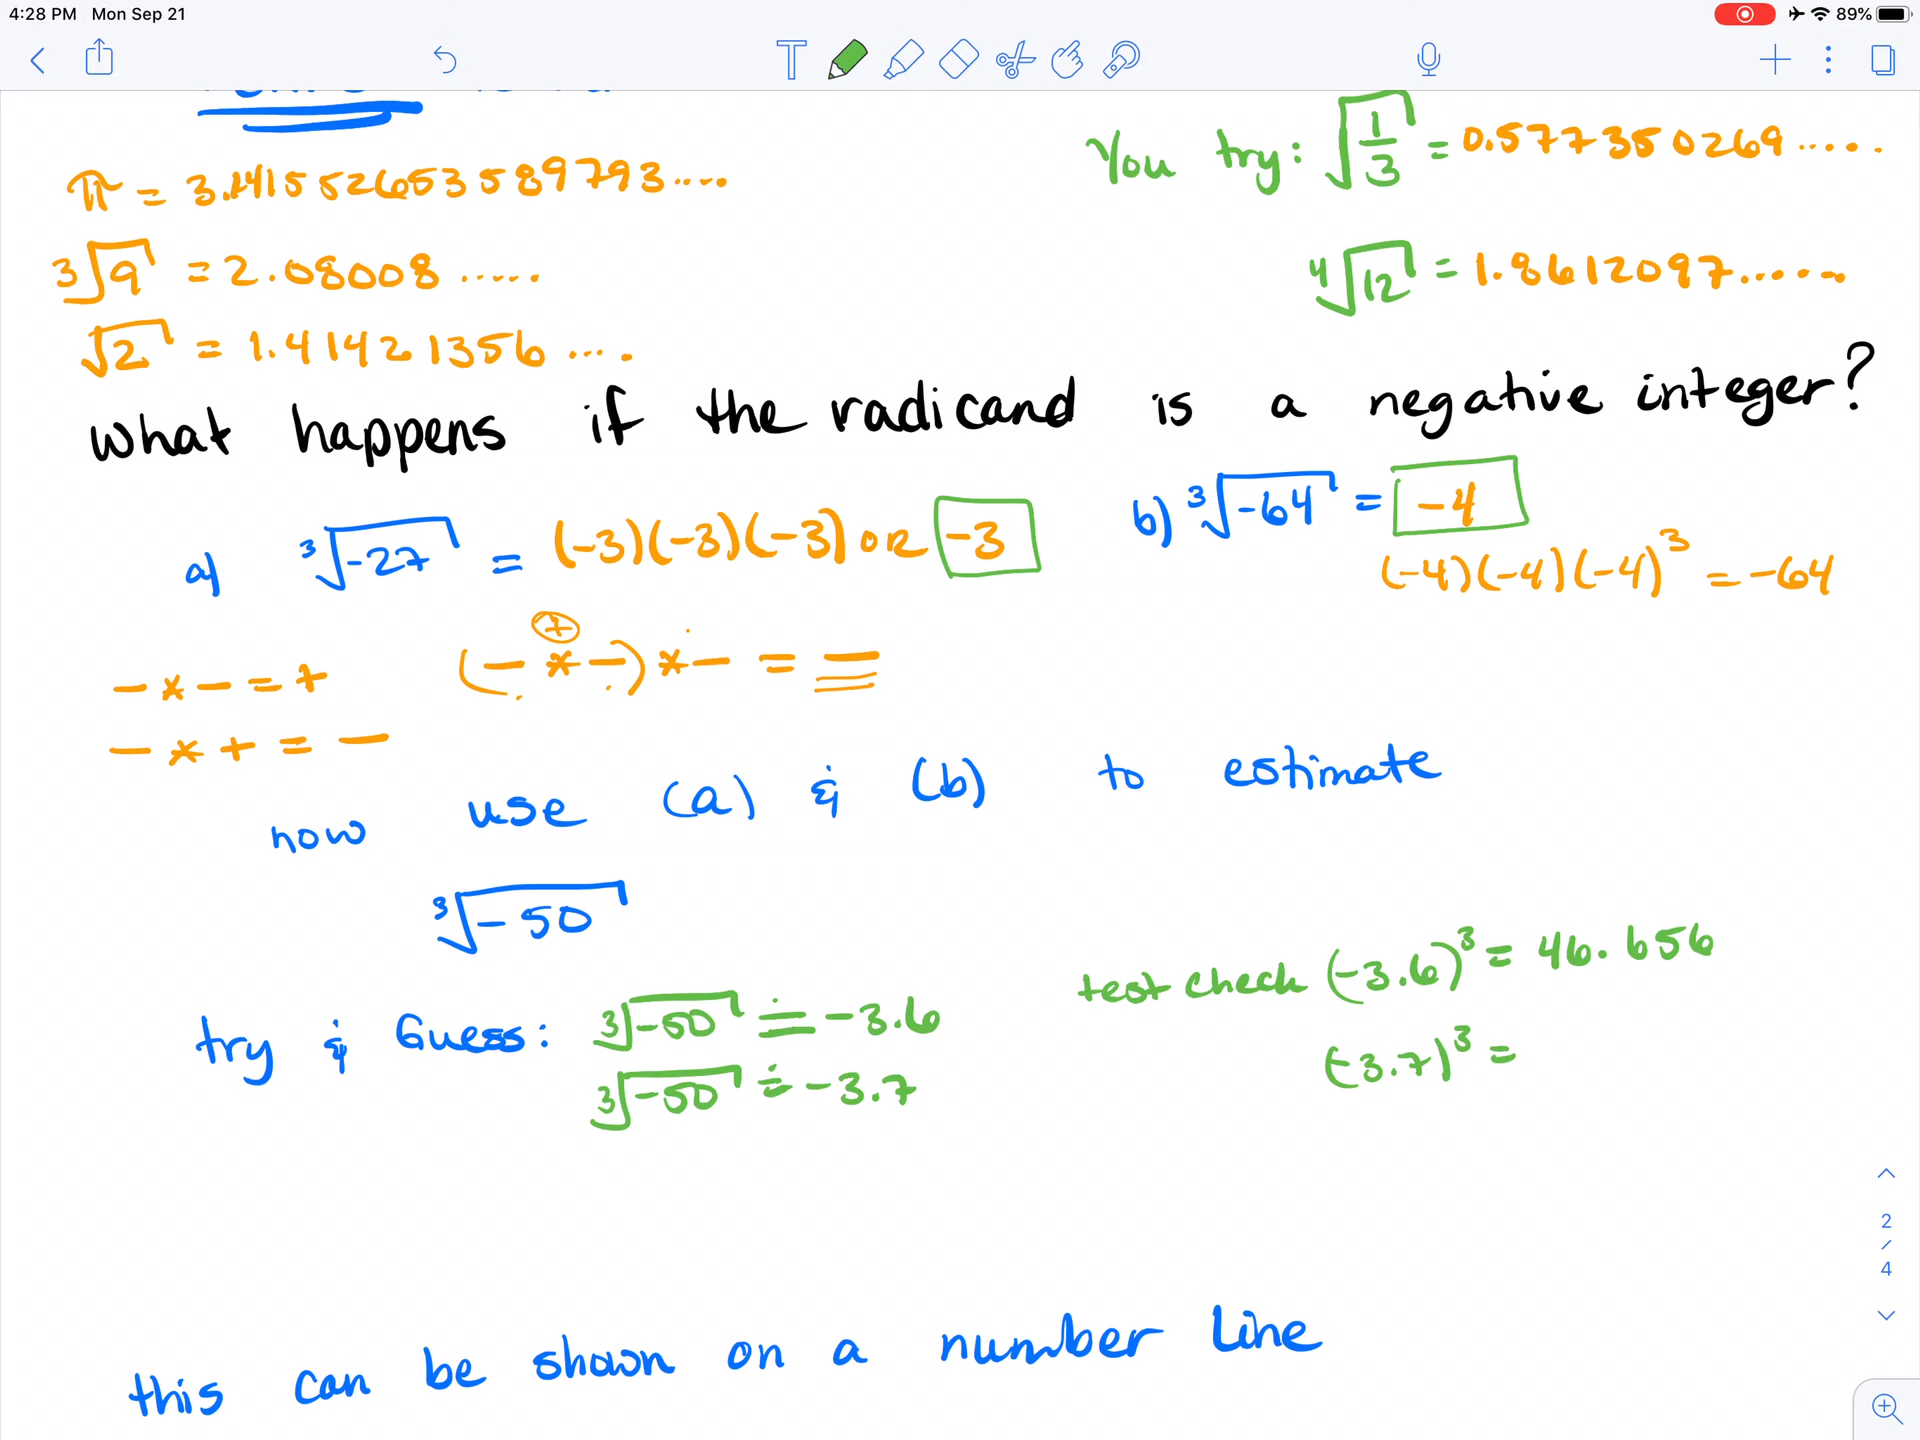 4:28 PM Mon Sep 21
89%
π = 3.14155265358 9793....
You try: √(1/3) = 0.577350269.....
³√9 = 2.08008.....
⁴√12 = 1.8612097.....
√2 = 1.41421356....
what happens if the radicand is a negative integer?
a) ³√-27 = (-3)(-3)(-3) or -3
b) ³√-64 = -4
(-4)(-4)(-4)³ = -64
+
- * - = +
(- * -) * - = -
- * + = -
now use (a) & (b) to estimate
³√-50
test check (-3.6)³ = 46.656
try & Guess: ³√-50 ≐ -3.6
(-3.7)³ =
³√-50 ≐ -3.7
2
/
4
this can be shown on a number line